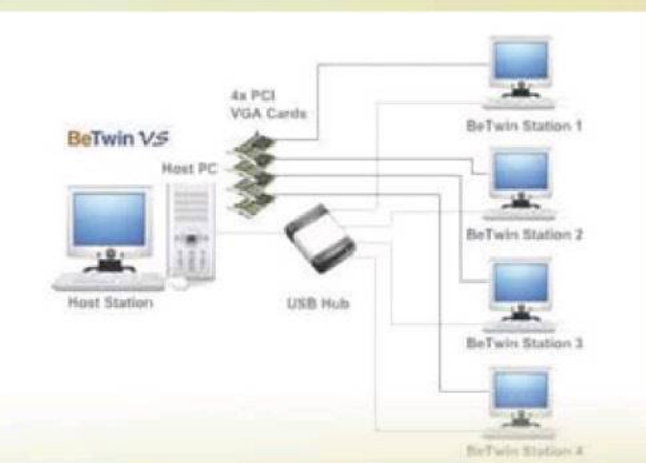 4x PCI
VGA Cards
BeTwin VS
Host PC
Host Station
USB Hub
BeTwin Station 1
BeTwin Station 2
BeTwin Station 3
BeTwin Station 4